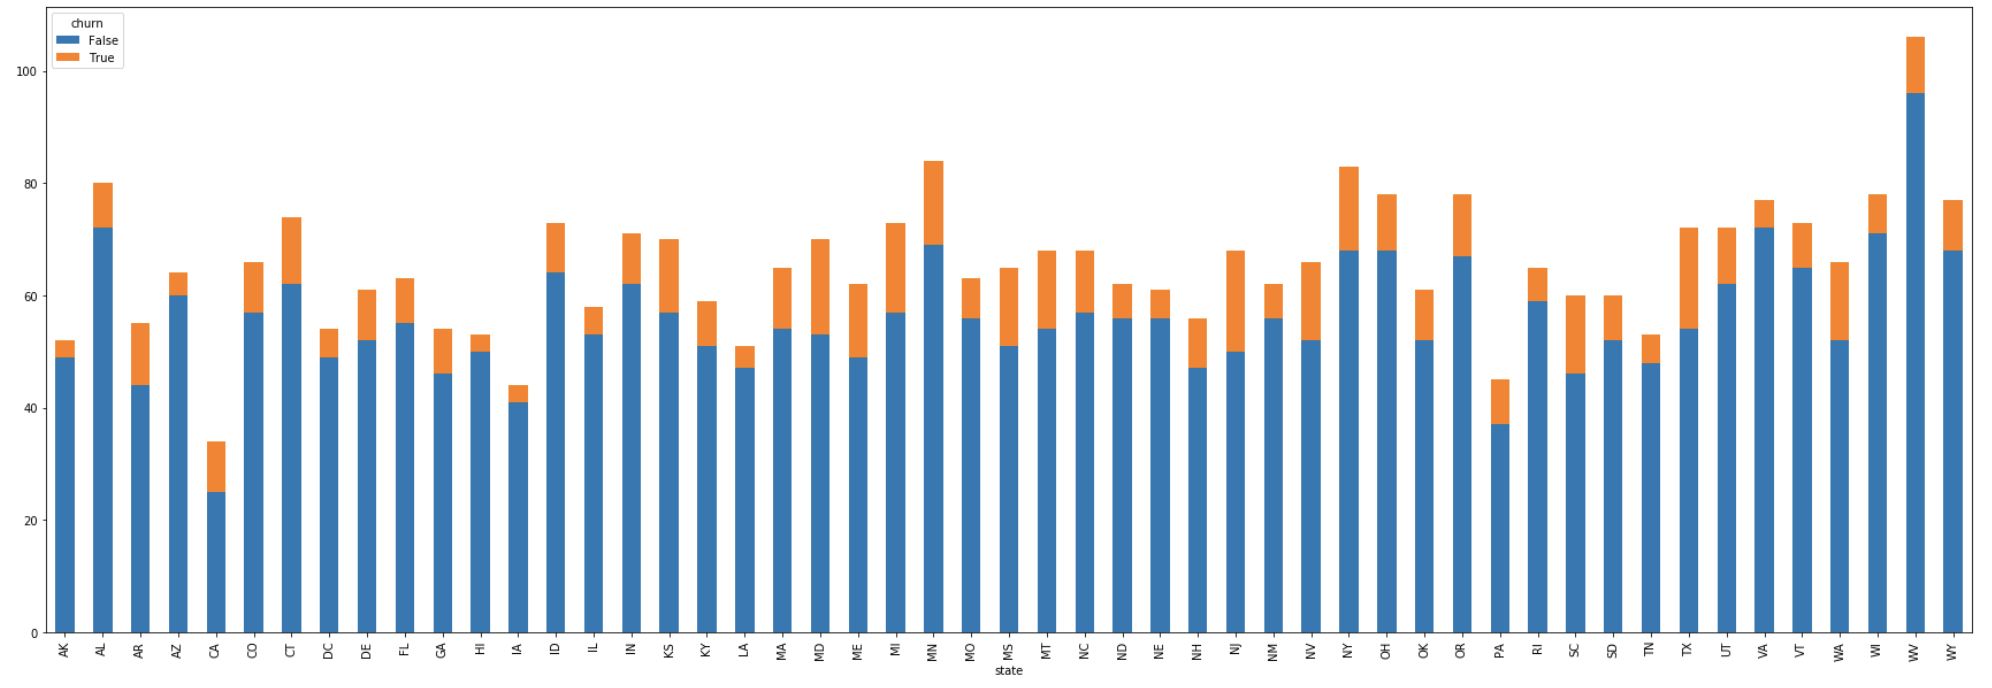 churn
False
True
100
80
60
40
20
0
AK AL AR AZ CA CO CT DC DE FL GA HI IA ID IL IN KS KY LA MA MD ME MI MN MO MS MT NC ND NE NH NJ NM NV NY OH OK OR PA RI SC SD TN TX UT VA VT WA WI WV WY
state